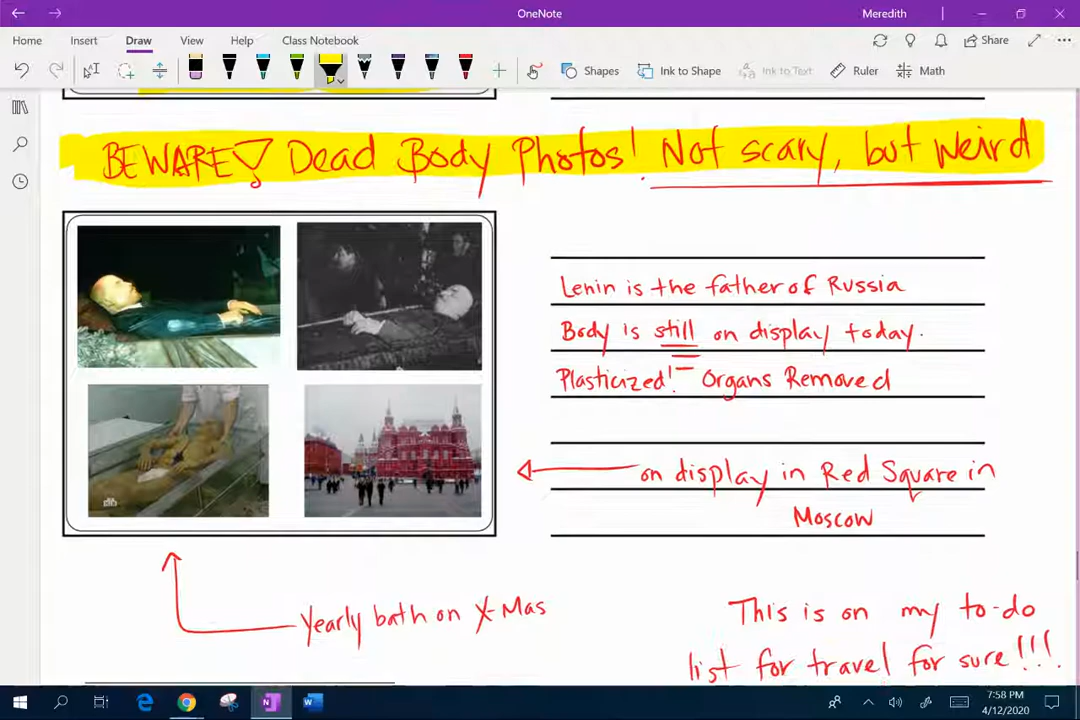 OneNote
Meredith
Home Insert Draw View Help Class Notebook
Share
Shapes Ink to Shape Ink to Text Ruler Math
BEWARE! Dead Body Photos! Not scary, but weird
Lenin is the father of Russia
Body is still on display today.
Plasticized! - Organs Removed
on display in Red Square in
Moscow
Yearly bath on X-Mas
This is on my to-do
list for travel for sure!!!
7:58 PM
4/12/2020